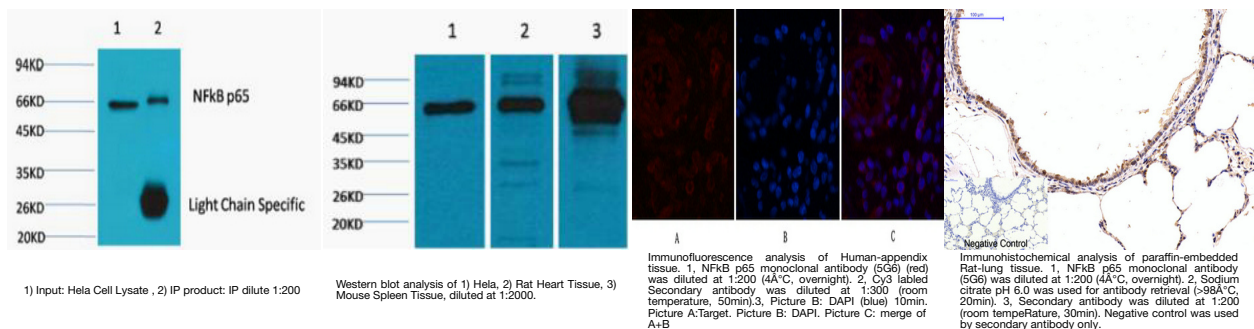 1 2
94KD
66KD
45KD
35KD
26KD
20KD
NFkB p65
Light Chain Specific
1) Input: Hela Cell Lysate , 2) IP product: IP dilute 1:200
1 2 3
94KD
66KD
45KD
35KD
26KD
20KD
Western blot analysis of 1) Hela, 2) Rat Heart Tissue, 3)
Mouse Spleen Tissue, diluted at 1:2000.
A B C
Immunofluorescence analysis of Human-appendix
tissue. 1, NFkB p65 monoclonal antibody (5G6) (red)
was diluted at 1:200 (4Â°C, overnight). 2, Cy3 labled
Secondary antibody was diluted at 1:300 (room
temperature, 50min).3, Picture B: DAPI (blue) 10min.
Picture A:Target. Picture B: DAPI. Picture C: merge of
A+B
100 µm
Negative Control
Immunohistochemical analysis of paraffin-embedded
Rat-lung tissue. 1, NFkB p65 monoclonal antibody
(5G6) was diluted at 1:200 (4Â°C, overnight). 2, Sodium
citrate pH 6.0 was used for antibody retrieval (>98Â°C,
20min). 3, Secondary antibody was diluted at 1:200
(room tempeRature, 30min). Negative control was used
by secondary antibody only.